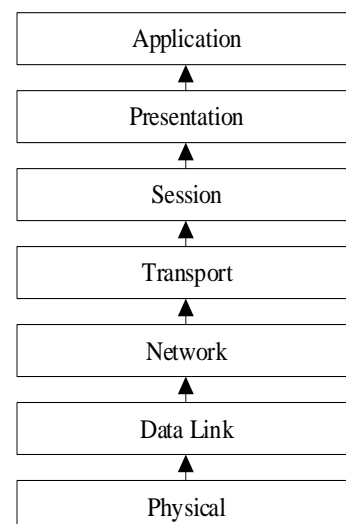 Application
Presentation
Session
Transport
Network
Data Link
Physical